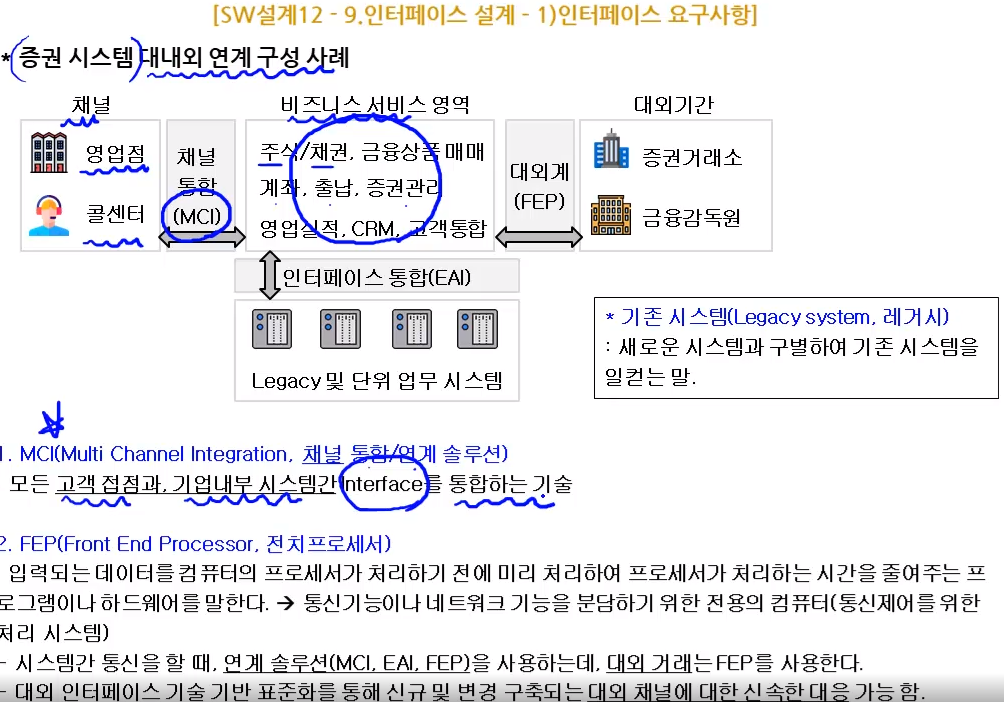 [SW설계12 - 9.인터페이스 설계 - 1)인터페이스 요구사항]
* 증권 시스템 대내외 연계 구성 사례
채널
비즈니스 서비스 영역
대외기관
영업점
콜센터
채널
통합
(MCI)
주식/채권, 금융상품 매매
계좌, 출납, 증권관리
영업실적, CRM, 고객통합
대외계
(FEP)
증권거래소
금융감독원
인터페이스 통합(EAI)
Legacy 및 단위 업무 시스템
* 기존 시스템(Legacy system, 레거시)
: 새로운 시스템과 구별하여 기존 시스템을
일컫는 말.
1. MCI(Multi Channel Integration, 채널 통합/연계 솔루션)
모든 고객 접점과, 기업내부 시스템간 Interface를 통합하는 기술
2. FEP(Front End Processor, 전치프로세서)
입력되는 데이터를 컴퓨터의 프로세서가 처리하기 전에 미리 처리하여 프로세서가 처리하는 시간을 줄여주는 프
로그램이나 하드웨어를 말한다. → 통신기능이나 네트워크 기능을 분담하기 위한 전용의 컴퓨터(통신제어를 위한
처리 시스템)
- 시스템간 통신을 할 때, 연계 솔루션(MCI, EAI, FEP)을 사용하는데, 대외 거래는 FEP를 사용한다.
- 대외 인터페이스 기술 기반 표준화를 통해 신규 및 변경 구축되는 대외 채널에 대한 신속한 대응 가능 함.